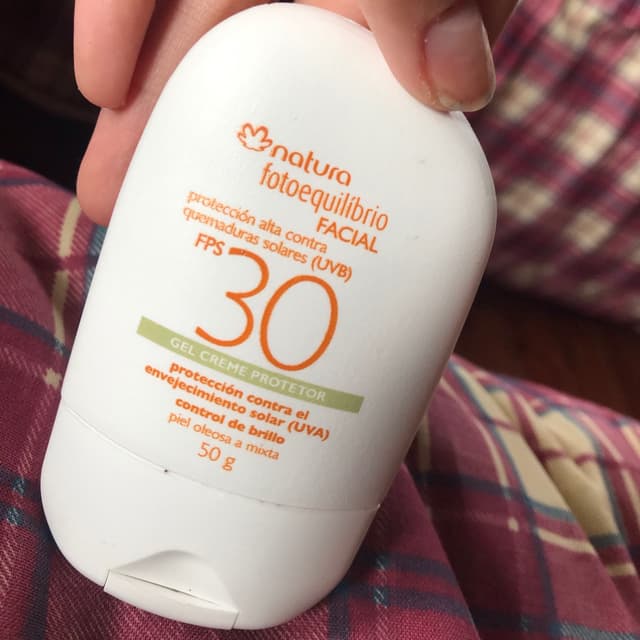 natura
fotoequilíbrio
FACIAL
protección alta contra
quemaduras solares (UVB)
FPS
30
GEL CREME PROTETOR
protección contra el
envejecimiento solar (UVA)
control de brillo
piel oleosa a mixta
50 g